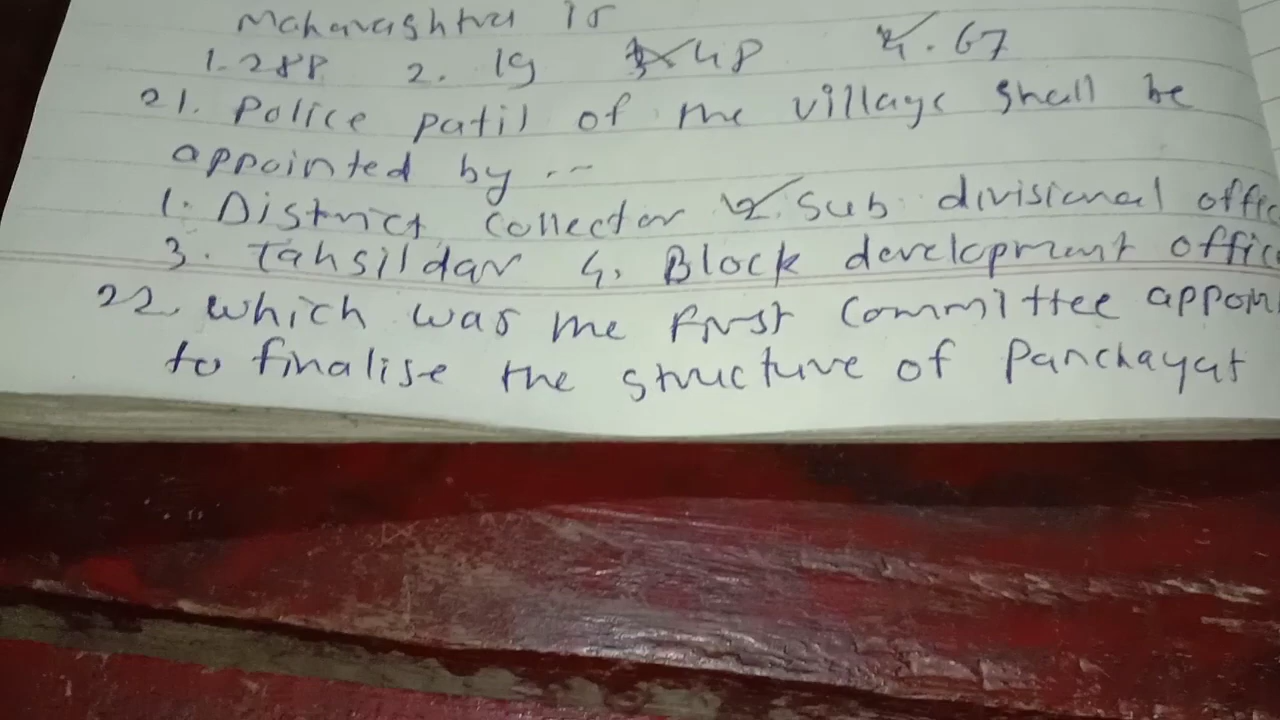 Maharashtra is
1. 288 2. 19 3. 48 4. 67
21. Police patil of the village shall be
appointed by ...
1. District collector 2. Sub divisional offic
3. Tahsildar 4. Block development offic
22. which was the first committee appoin
to finalise the structure of Panchayat